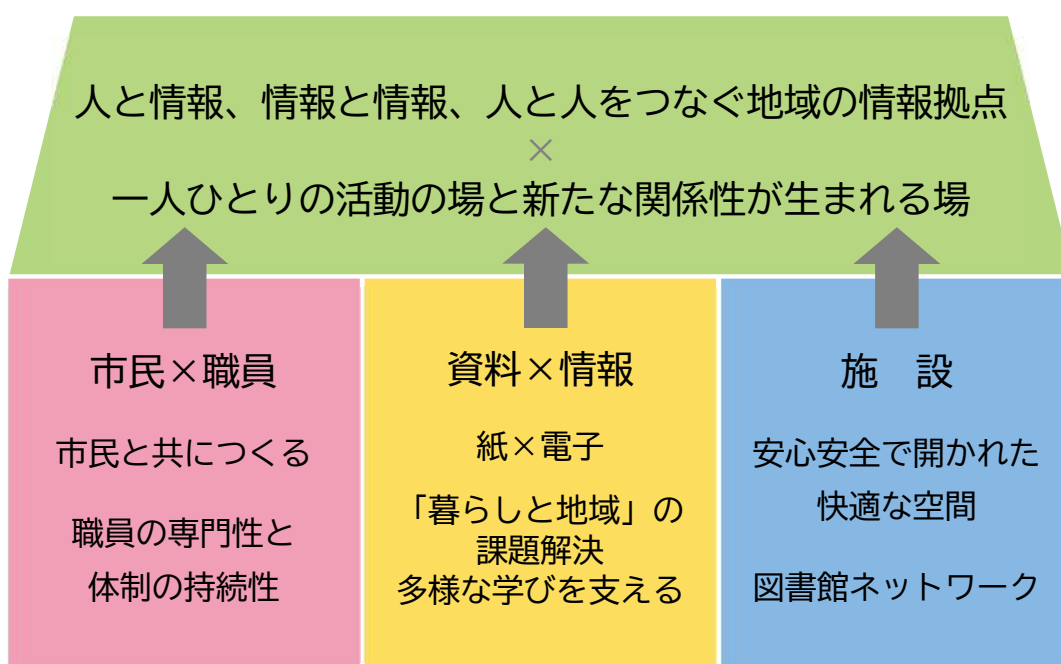 人と情報、情報と情報、人と人をつなぐ地域の情報拠点
×
一人ひとりの活動の場と新たな関係性が生まれる場
市民×職員
市民と共につくる
職員の専門性と
体制の持続性
資料×情報
紙×電子
「暮らしと地域」の
課題解決
多様な学びを支える
施　設
安心安全で開かれた
快適な空間
図書館ネットワーク